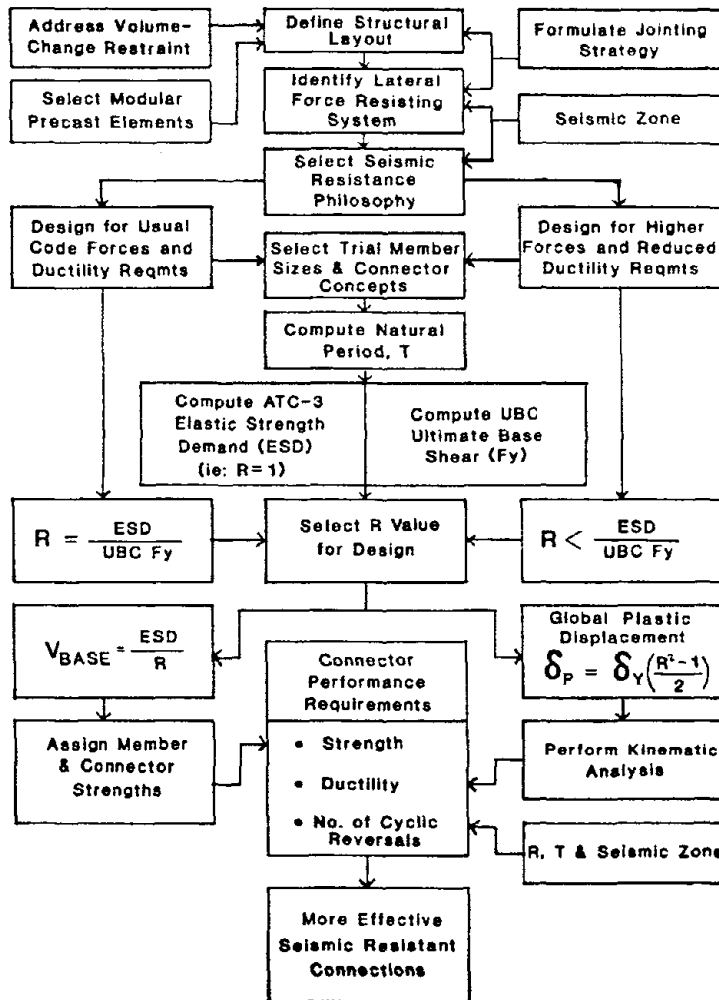 Address Volume-
Change Restraint
Define Structural
Layout
Formulate Jointing
Strategy
Select Modular
Precast Elements
Identify Lateral
Force Resisting
System
Seismic Zone
Select Seismic
Resistance
Philosophy
Design for Usual
Code Forces and
Ductility Reqmts
Select Trial Member
Sizes & Connector
Concepts
Design for Higher
Forces and Reduced
Ductility Reqmts
Compute Natural
Period, T
Compute ATC-3
Elastic Strength
Demand (ESD)
(ie: R=1)
Compute UBC
Ultimate Base
Shear (Fy)
R = ESD / UBC Fy
Select R Value
for Design
R < ESD / UBC Fy
V_BASE = ESD / R
Connector
Performance
Requirements
Global Plastic
Displacement
δ_P = δ_Y((R²-1)/2)
Assign Member
& Connector
Strengths
• Strength
• Ductility
• No. of Cyclic
Reversals
Perform Kinematic
Analysis
R, T & Seismic Zone
More Effective
Seismic Resistant
Connections